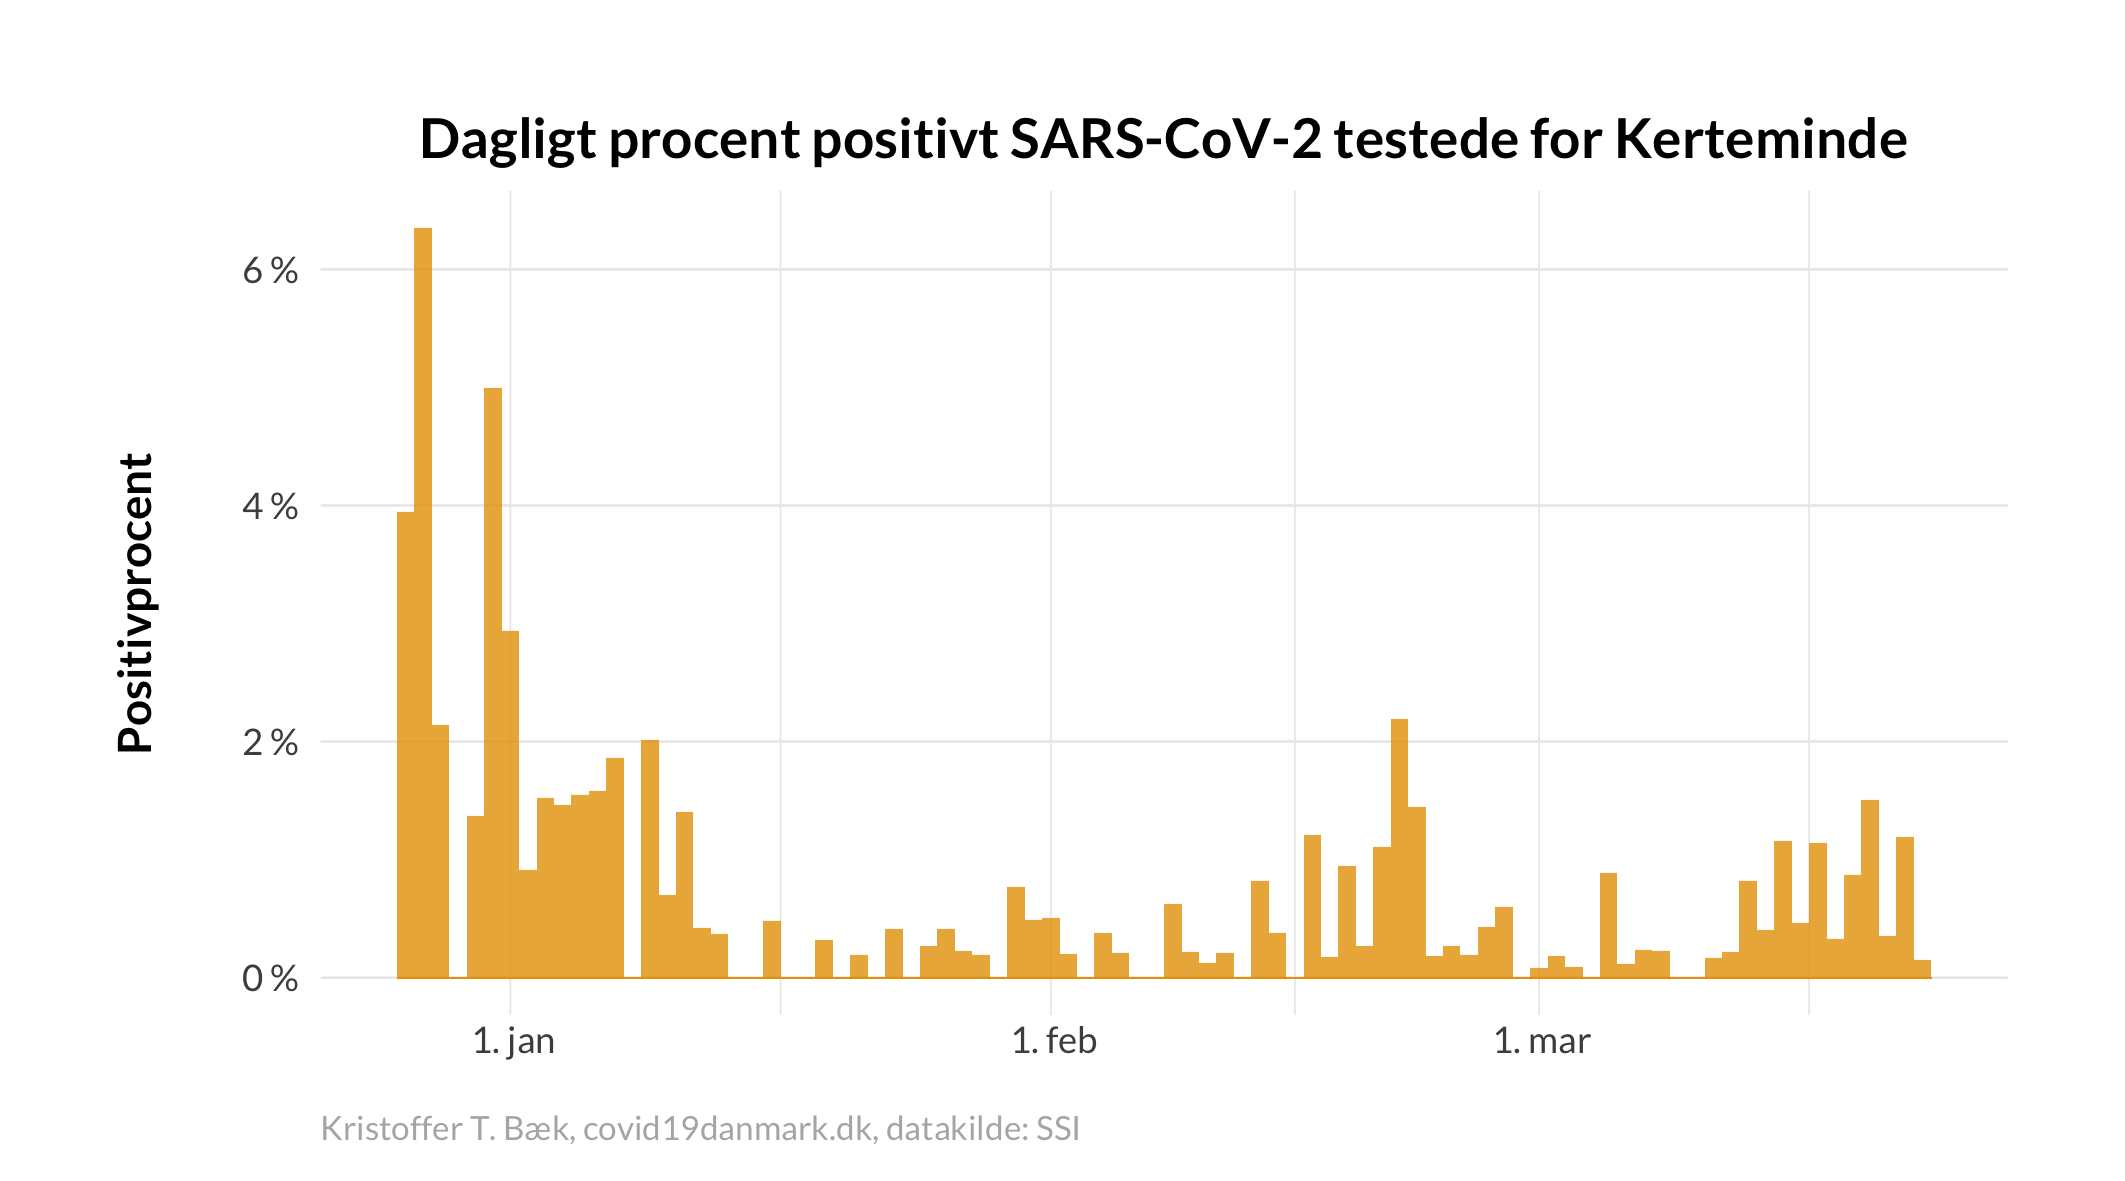 Dagligt procent positivt SARS-CoV-2 testede for Kerteminde
Positivprocent
6 %
4 %
2 %
0 %
1. jan
1. feb
1. mar
Kristoffer T. Bæk, covid19danmark.dk, datakilde: SSI